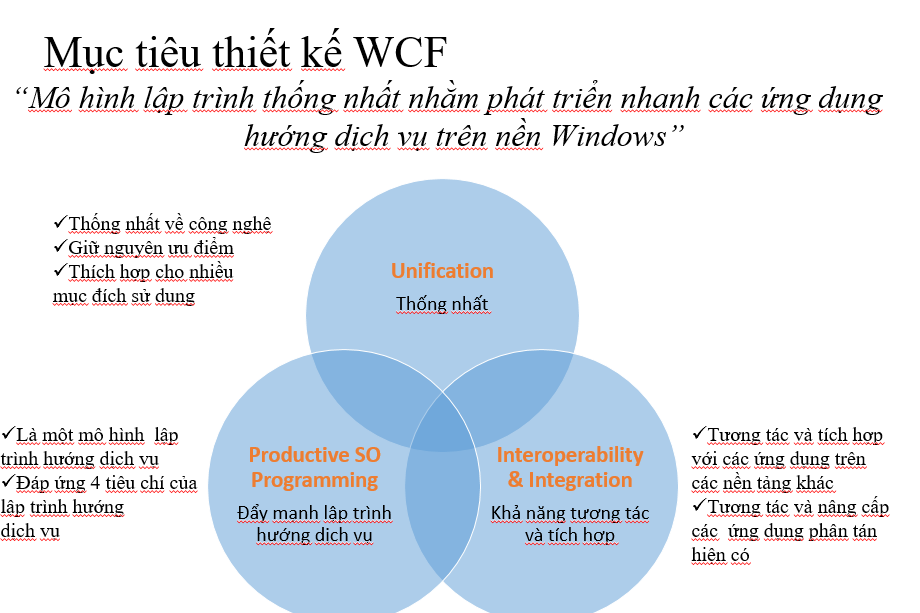 Mục tiêu thiết kế WCF
“Mô hình lập trình thống nhất nhằm phát triển nhanh các ứng dụng
hướng dịch vụ trên nền Windows”
✓Thống nhất về công nghệ
✓Giữ nguyên ưu điểm
✓Thích hợp cho nhiều
mục đích sử dụng
Unification
Thống nhất
✓Là một mô hình lập
trình hướng dịch vụ
✓Đáp ứng 4 tiêu chí của
lập trình hướng
dịch vụ
Productive SO
Programming
Đẩy manh lập trình
hướng dịch vụ
Interoperability
& Integration
Khả năng tương tác
và tích hợp
✓Tương tác và tích hợp
với các ứng dụng trên
các nền tảng khác
✓Tương tác và nâng cấp
các ứng dụng phân tán
hiện có